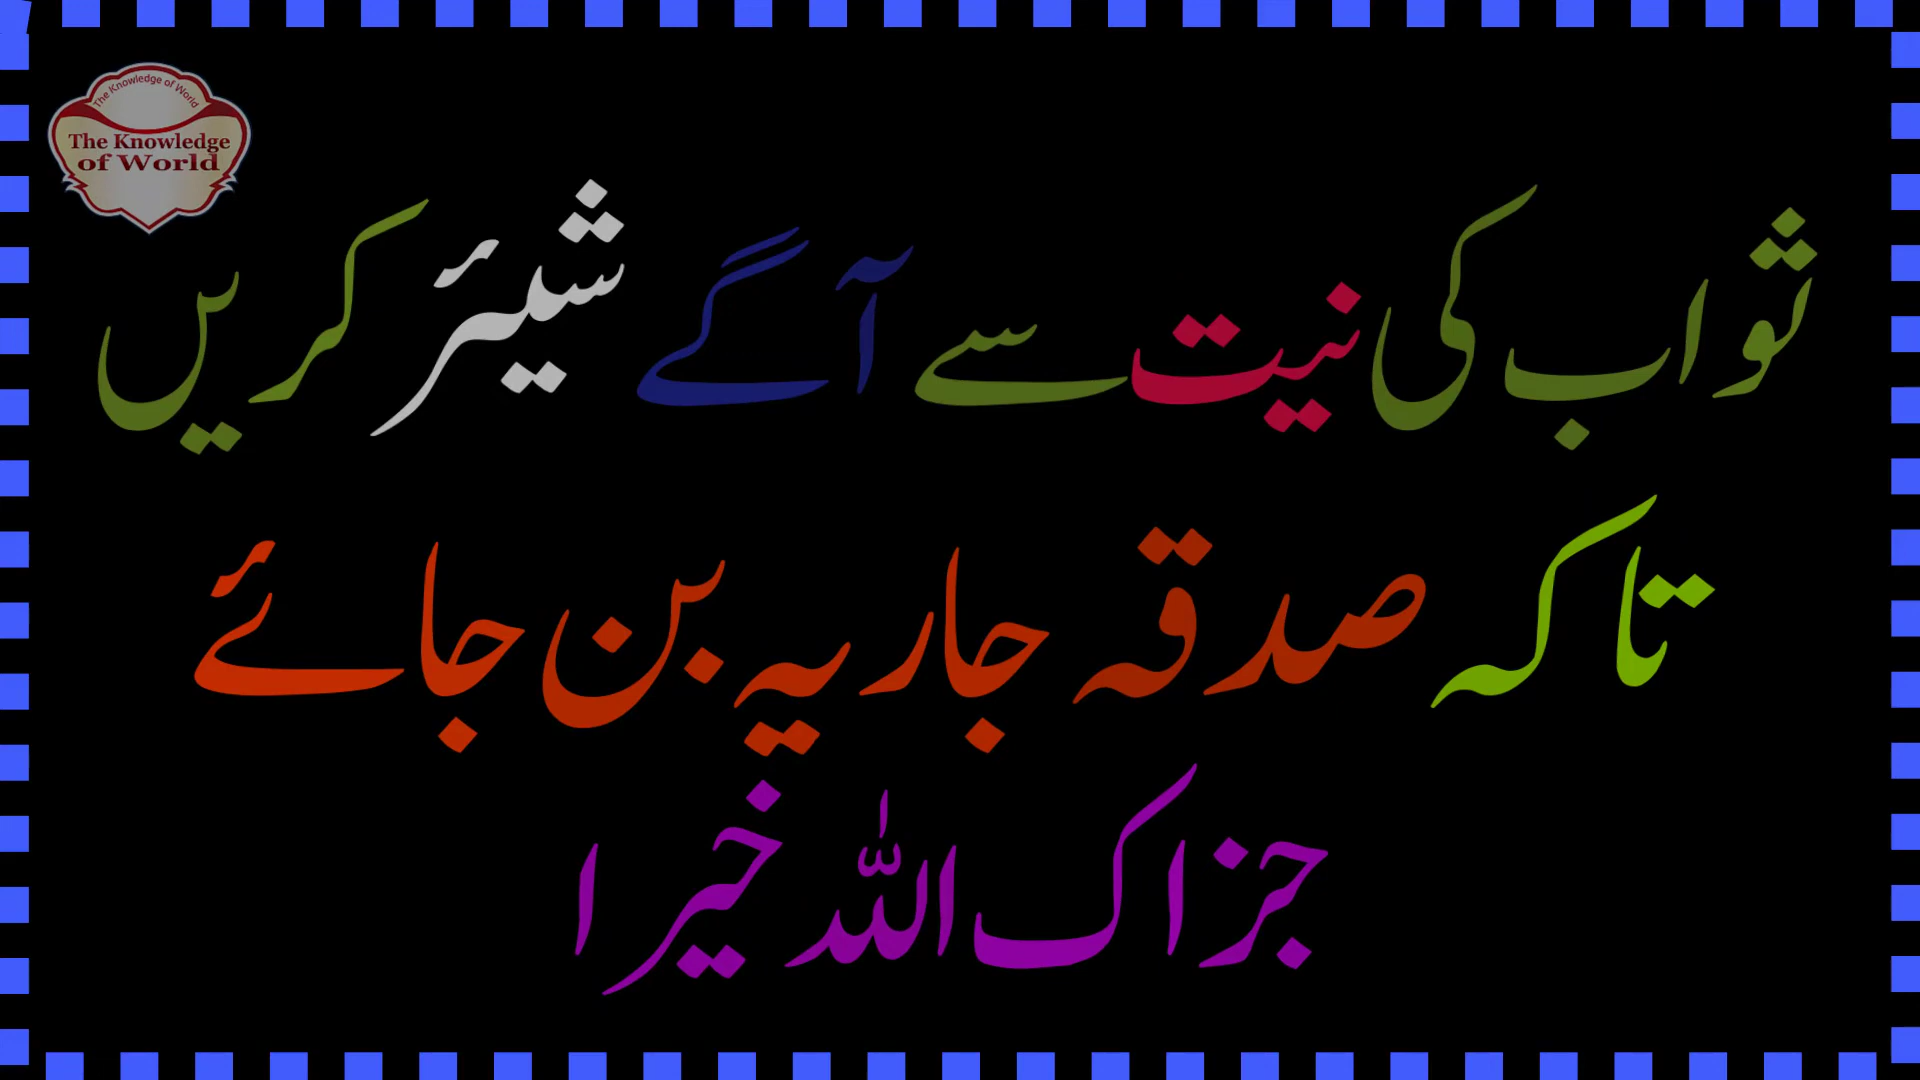 The Knowledge of World
The Knowledge
of World
ثواب کی نیت سے آگے شیئر کریں
تاکہ صدقہ جاریہ بن جائے
جزاک اللہ خیرا